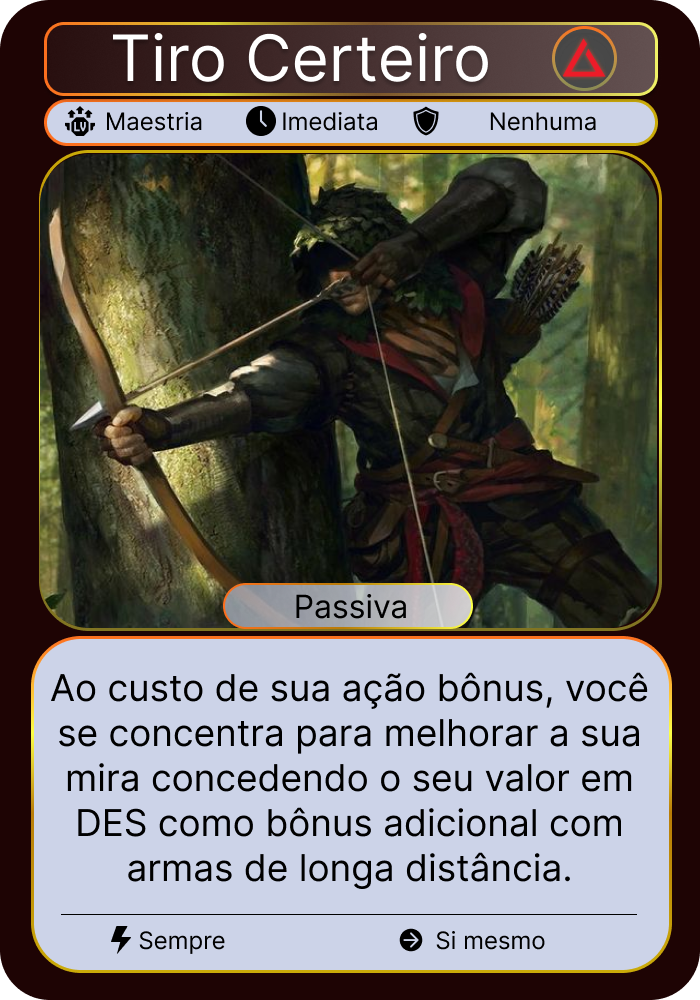 Tiro Certeiro
LV Maestria Imediata Nenhuma
Passiva
Ao custo de sua ação bônus, você
se concentra para melhorar a sua
mira concedendo o seu valor em
DES como bônus adicional com
armas de longa distância.
Sempre Si mesmo